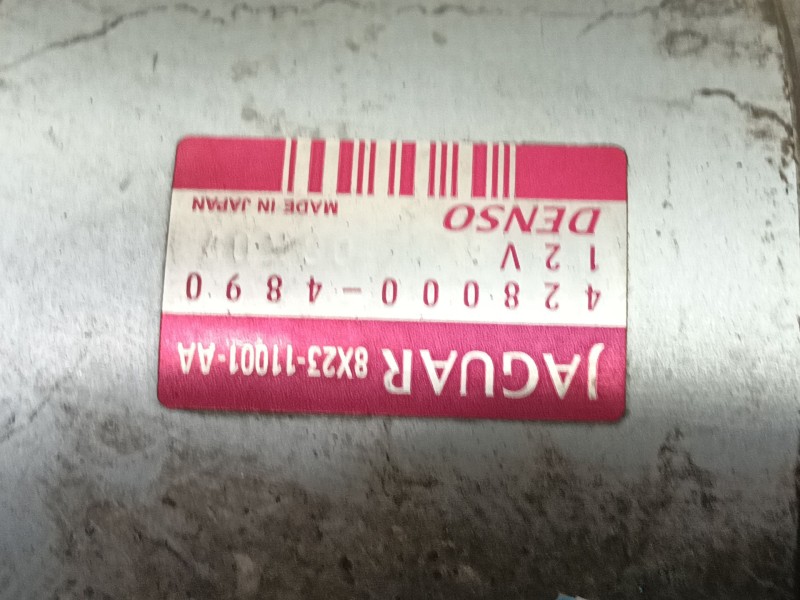 JAGUAR 8X23-11001-AA
428000-4890
12V
DENSO MADE IN JAPAN